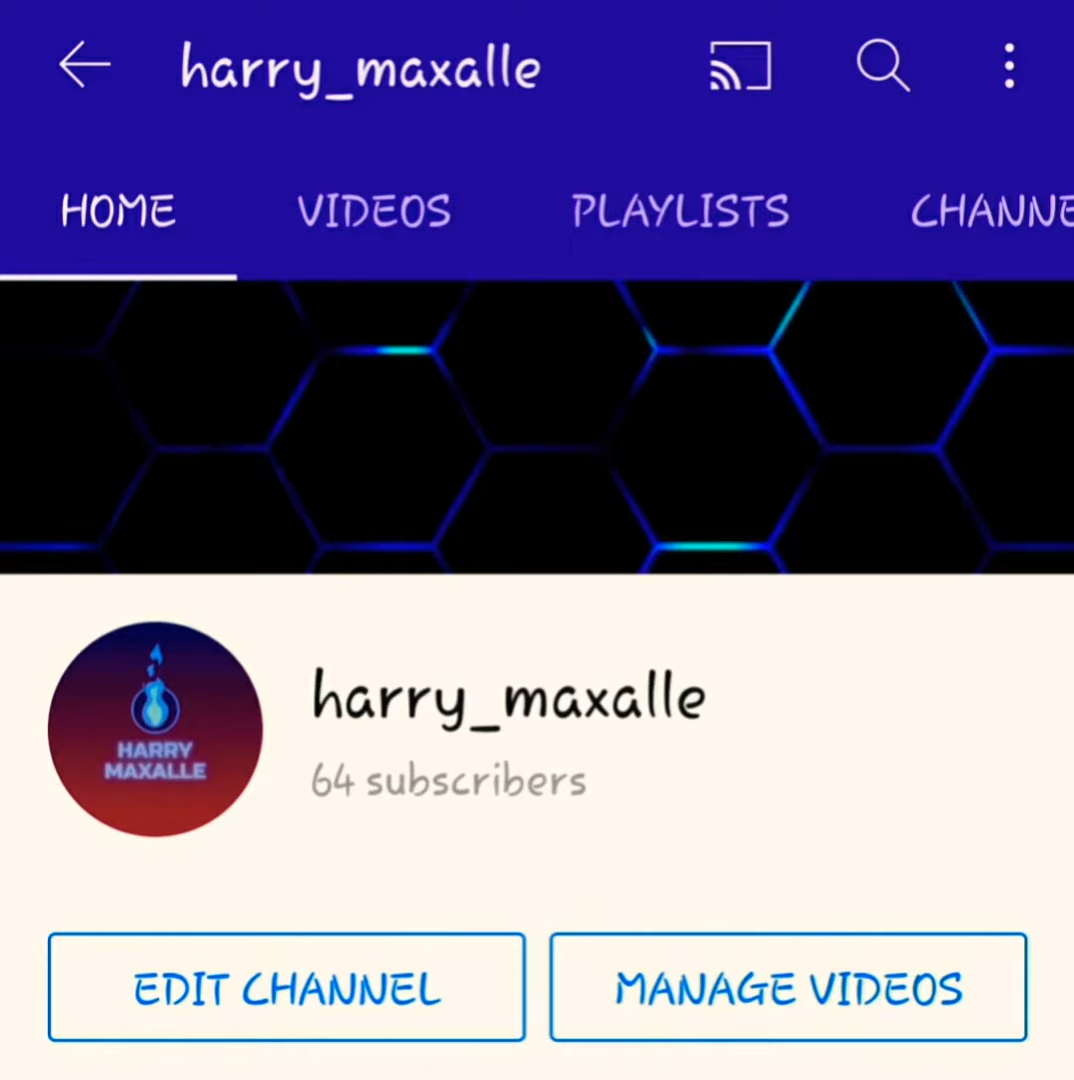 harry_maxalle
HOME VIDEOS PLAYLISTS CHANNE
HARRY
MAXALLE
harry_maxalle
64 subscribers
EDIT CHANNEL MANAGE VIDEOS